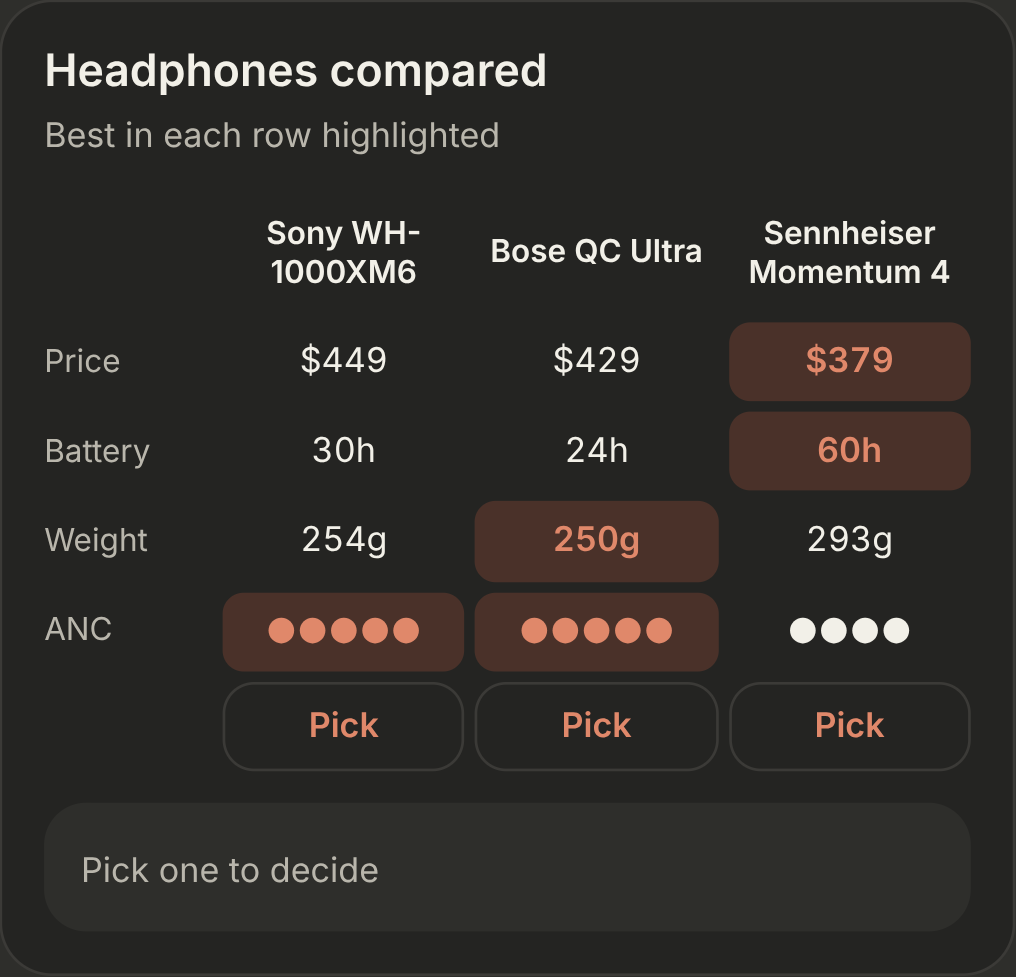 Headphones compared
Best in each row highlighted
Sony WH-
1000XM6
Bose QC Ultra
Sennheiser
Momentum 4
Price $449 $429 $379
Battery 30h 24h 60h
Weight 254g 250g 293g
ANC ●●●●● ●●●●● ●●●●
Pick Pick Pick
Pick one to decide